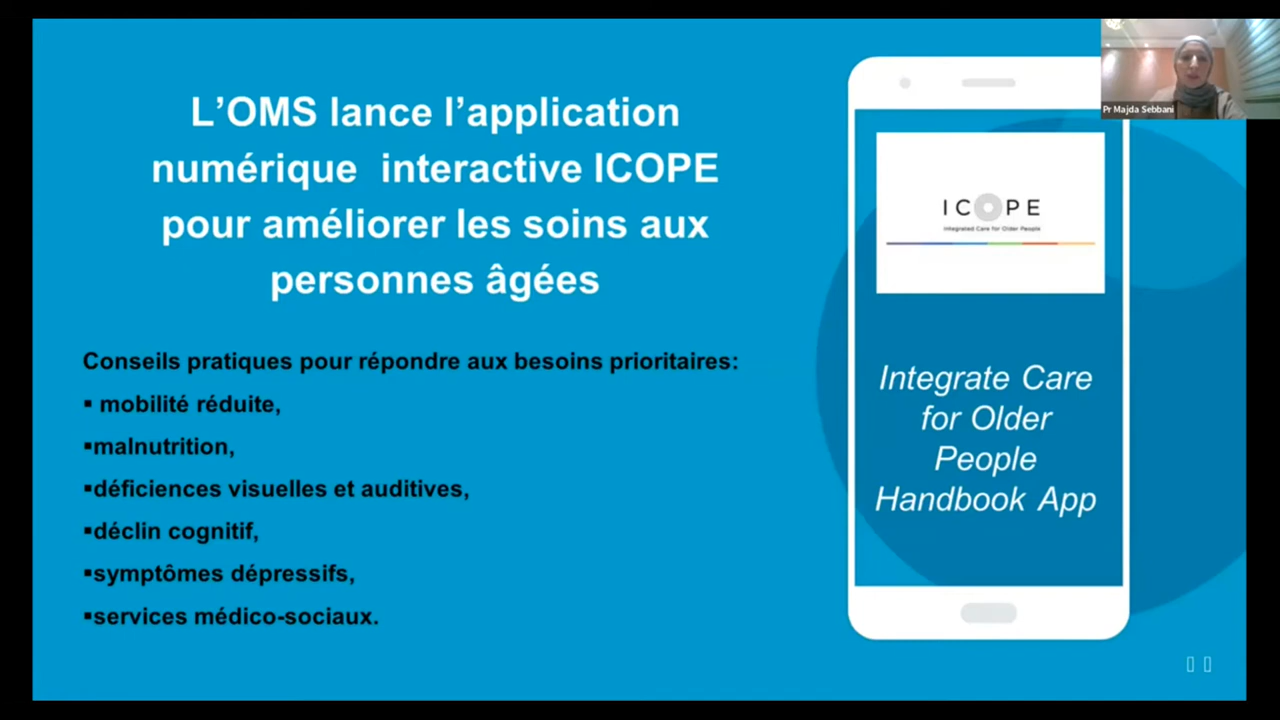 L'OMS lance l'application
numérique interactive ICOPE
pour améliorer les soins aux
personnes âgées
Conseils pratiques pour répondre aux besoins prioritaires:
▪ mobilité réduite,
▪malnutrition,
▪déficiences visuelles et auditives,
▪déclin cognitif,
▪symptômes dépressifs,
▪services médico-sociaux.
Pr Majda Sebbani
ICOPE
Integrated Care for Older People
Integrate Care
for Older
People
Handbook App